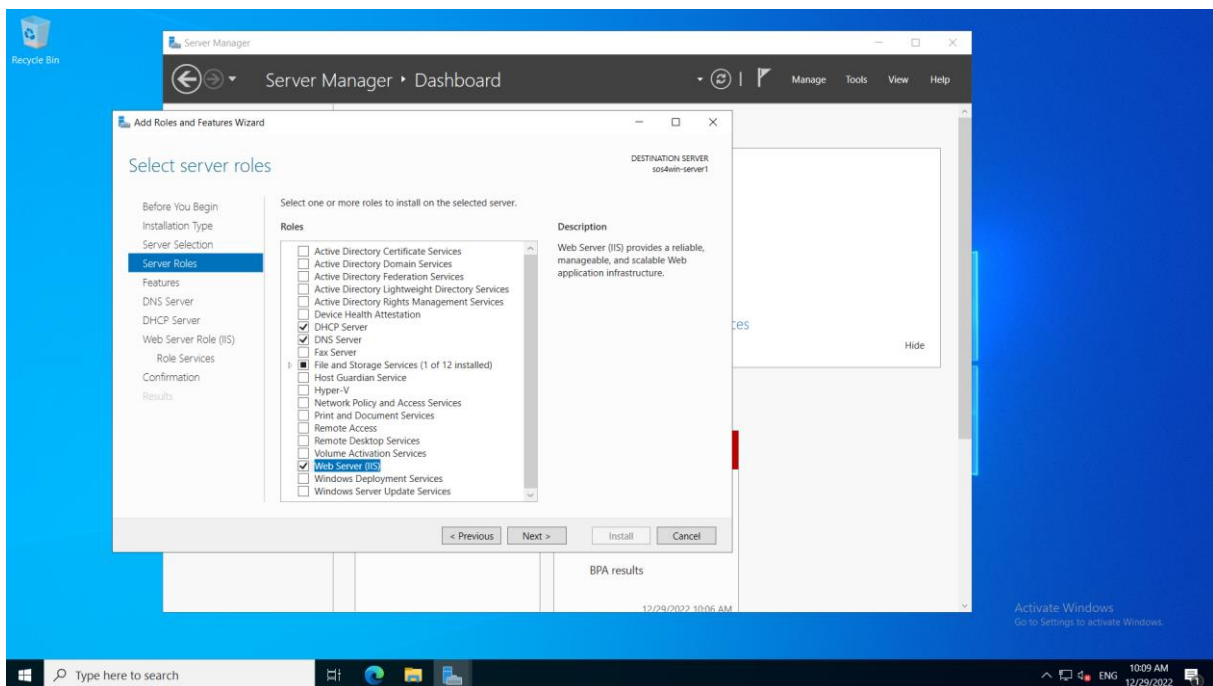 Recycle Bin
Server Manager
Server Manager ‣ Dashboard
Manage Tools View Help
Add Roles and Features Wizard
Select server roles
DESTINATION SERVER
sos4win-server1
Before You Begin
Installation Type
Server Selection
Server Roles
Features
DNS Server
DHCP Server
Web Server Role (IIS)
Role Services
Confirmation
Results
Select one or more roles to install on the selected server.
Roles
Active Directory Certificate Services
Active Directory Domain Services
Active Directory Federation Services
Active Directory Lightweight Directory Services
Active Directory Rights Management Services
Device Health Attestation
DHCP Server
DNS Server
Fax Server
File and Storage Services (1 of 12 installed)
Host Guardian Service
Hyper-V
Network Policy and Access Services
Print and Document Services
Remote Access
Remote Desktop Services
Volume Activation Services
Web Server (IIS)
Windows Deployment Services
Windows Server Update Services
Description
Web Server (IIS) provides a reliable,
manageable, and scalable Web
application infrastructure.
ces
Hide
< Previous Next > Install Cancel
BPA results
12/29/2022 10:06 AM
Activate Windows
Go to Settings to activate Windows.
Type here to search
ENG
10:09 AM
12/29/2022
1